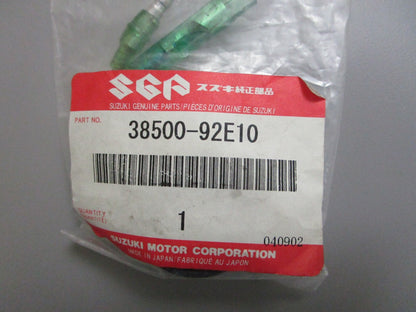 SGP スズキ純正部品
SUZUKI GENUINE PARTS/PIÈCES D'ORIGINE DE SUZUKI
PART NO. 38500-92E10
QUANTITY 1
040902
SUZUKI MOTOR CORPORATION
MADE IN JAPAN/FABRIQUÉ AU JAPON